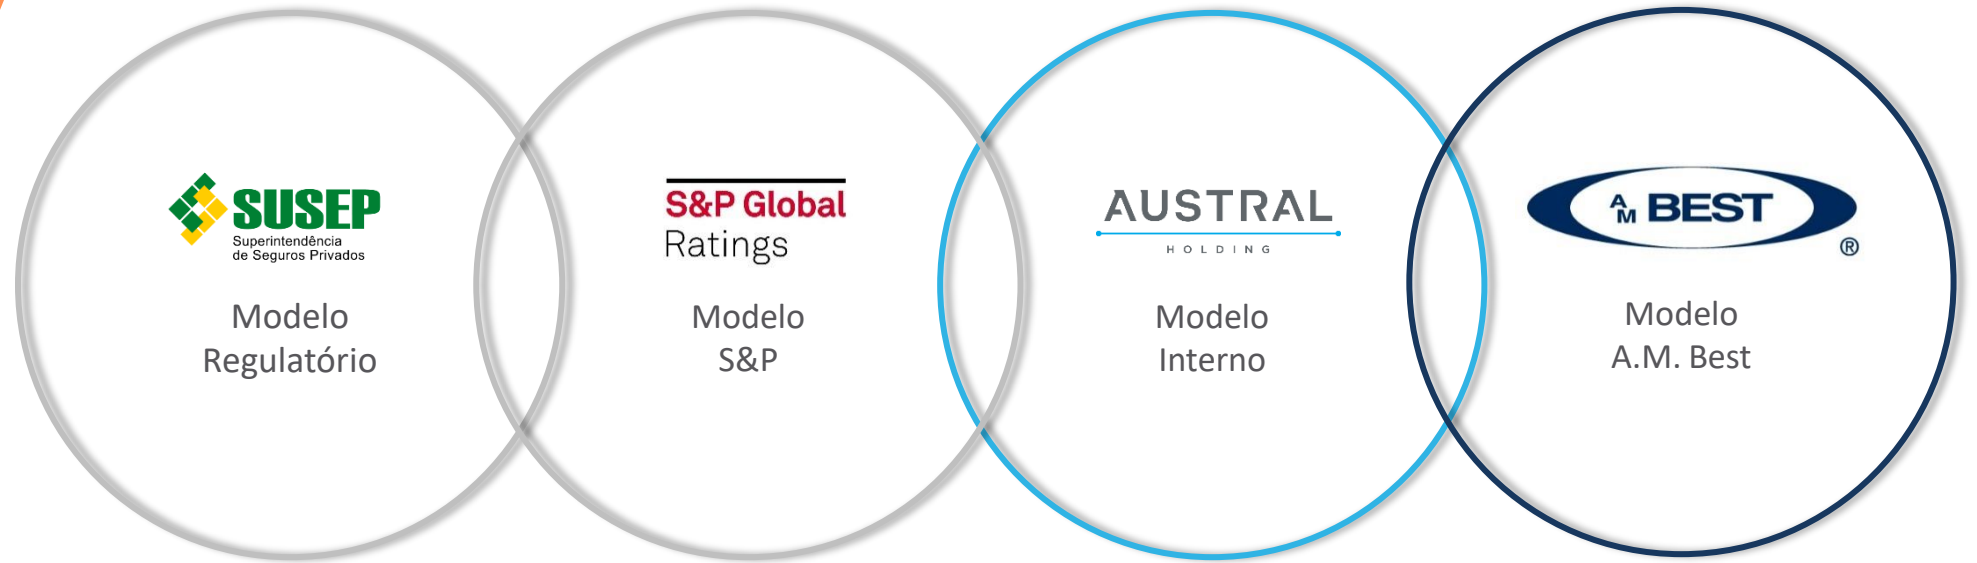 SUSEP
Superintendência
de Seguros Privados
Modelo
Regulatório
S&P Global
Ratings
Modelo
S&P
AUSTRAL
HOLDING
Modelo
Interno
AM BEST
®
Modelo
A.M. Best